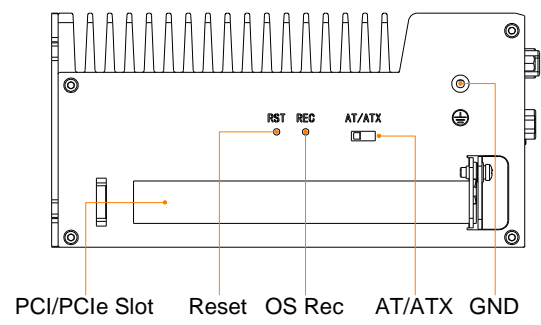 RST REC AT/ATX
PCI/PCIe Slot Reset OS Rec AT/ATX GND